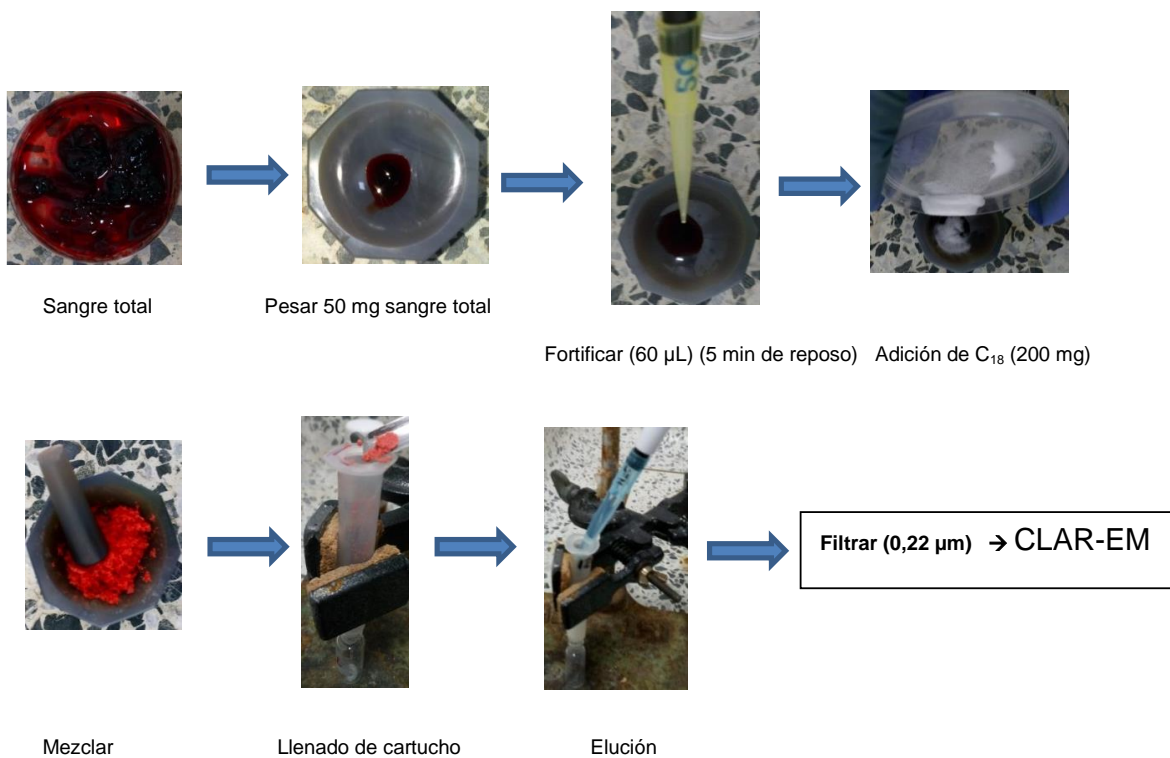 Sangre total
Pesar 50 mg sangre total
Fortificar (60 µL) (5 min de reposo)
Adición de C₁₈ (200 mg)
Filtrar (0,22 µm) → CLAR-EM
Mezclar
Llenado de cartucho
Elución